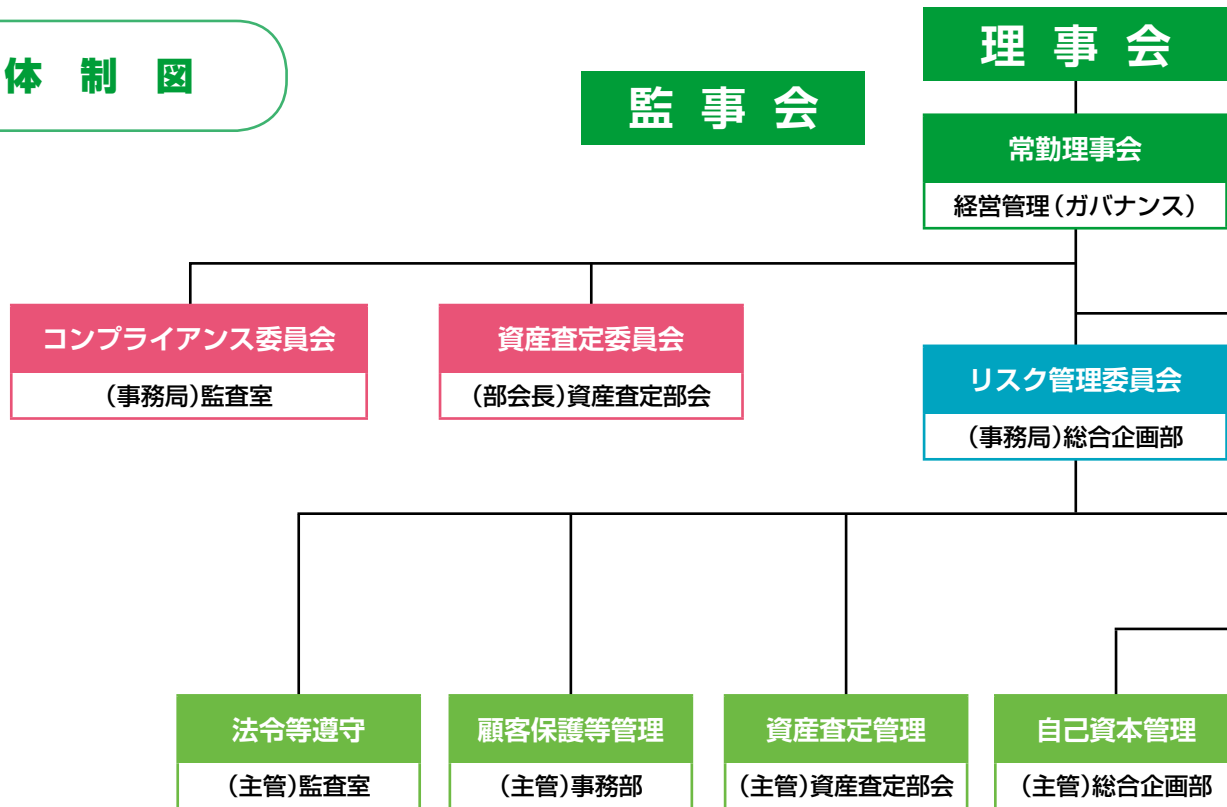 体制図
理事会
監事会
常勤理事会
経営管理(ガバナンス)
コンプライアンス委員会
(事務局)監査室
資産査定委員会
(部会長)資産査定部会
リスク管理委員会
(事務局)総合企画部
法令等遵守
(主管)監査室
顧客保護等管理
(主管)事務部
資産査定管理
(主管)資産査定部会
自己資本管理
(主管)総合企画部